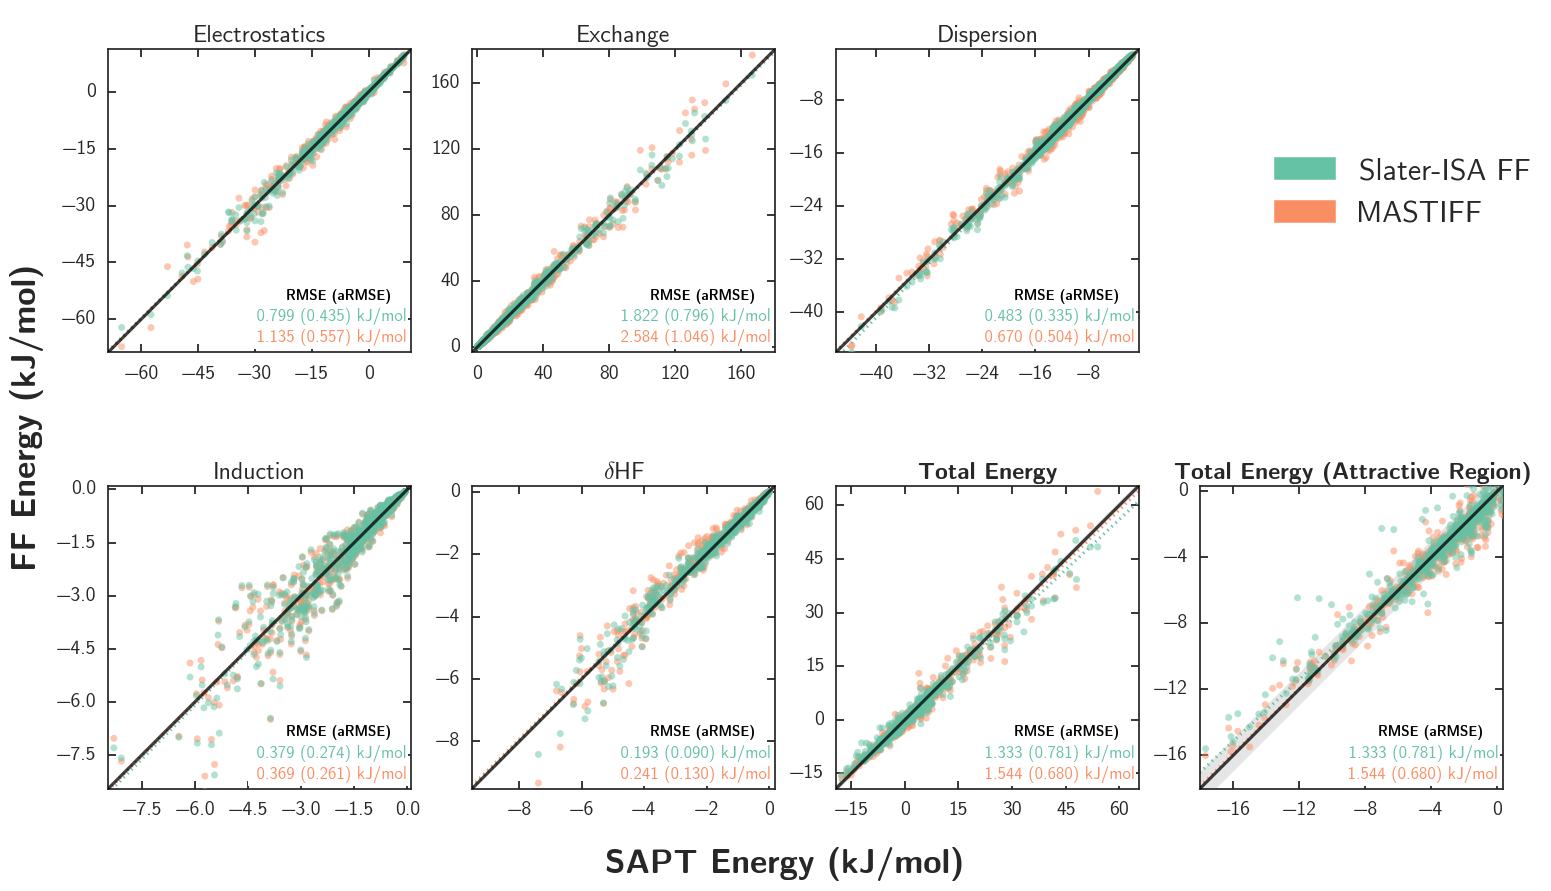 Electrostatics
0
−15
−30
−45
−60
−60 −45 −30 −15 0
RMSE (aRMSE)
0.799 (0.435) kJ/mol
1.135 (0.557) kJ/mol
Exchange
160
120
80
40
0
0 40 80 120 160
RMSE (aRMSE)
1.822 (0.796) kJ/mol
2.584 (1.046) kJ/mol
Dispersion
−8
−16
−24
−32
−40
−40 −32 −24 −16 −8
RMSE (aRMSE)
0.483 (0.335) kJ/mol
0.670 (0.504) kJ/mol
Slater-ISA FF
MASTIFF
FF Energy (kJ/mol)
Induction
0.0
−1.5
−3.0
−4.5
−6.0
−7.5
−7.5 −6.0 −4.5 −3.0 −1.5 0.0
RMSE (aRMSE)
0.379 (0.274) kJ/mol
0.369 (0.261) kJ/mol
δHF
0
−2
−4
−6
−8
−8 −6 −4 −2 0
RMSE (aRMSE)
0.193 (0.090) kJ/mol
0.241 (0.130) kJ/mol
Total Energy
60
45
30
15
0
−15
−15 0 15 30 45 60
RMSE (aRMSE)
1.333 (0.781) kJ/mol
1.544 (0.680) kJ/mol
Total Energy (Attractive Region)
0
−4
−8
−12
−16
−16 −12 −8 −4 0
RMSE (aRMSE)
1.333 (0.781) kJ/mol
1.544 (0.680) kJ/mol
SAPT Energy (kJ/mol)